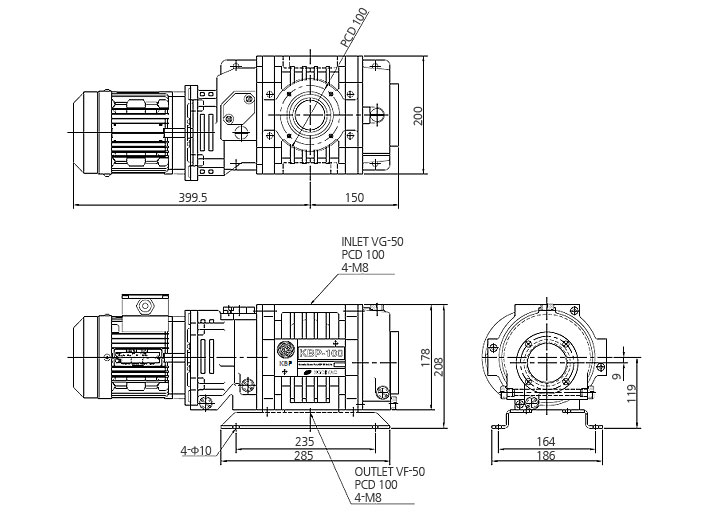 PCD 100
200
399.5
150
INLET VG-50
PCD 100
4-M8
KBP-100
KBP
178
208
9
119
4-Φ10
235
285
164
186
OUTLET VF-50
PCD 100
4-M8